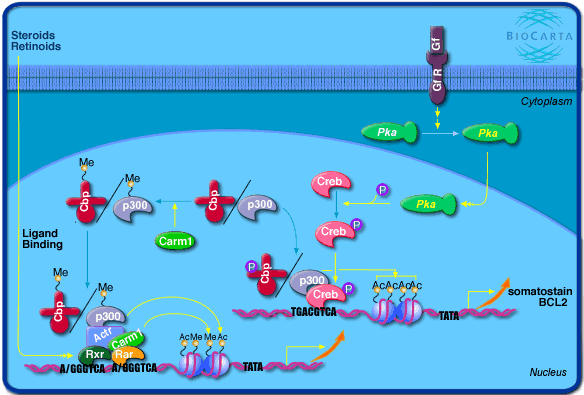 Steroids
Retinoids
BIOCARTA
Gf
Gf R
Cytoplasm
Pka
Pka
Me
Me
Cbp
p300
Cbp
p300
Creb
P
Pka
Carm1
Creb
P
Ligand
Binding
Me
Me
P
Cbp
p300
P
Creb
Ac Ac Ac Ac
somatostain
BCL2
TGACGTCA
TATA
Cbp
p300
Actr
Carm1
Rxr
Rar
Ac Me Me Ac
A/GGGTCA
A/GGGTCA
TATA
Nucleus